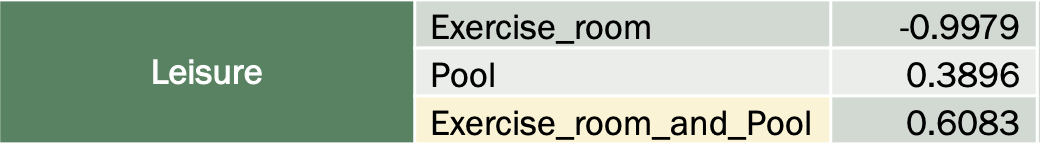 Exercise_room -0.9979
Leisure
Pool 0.3896
Exercise_room_and_Pool 0.6083